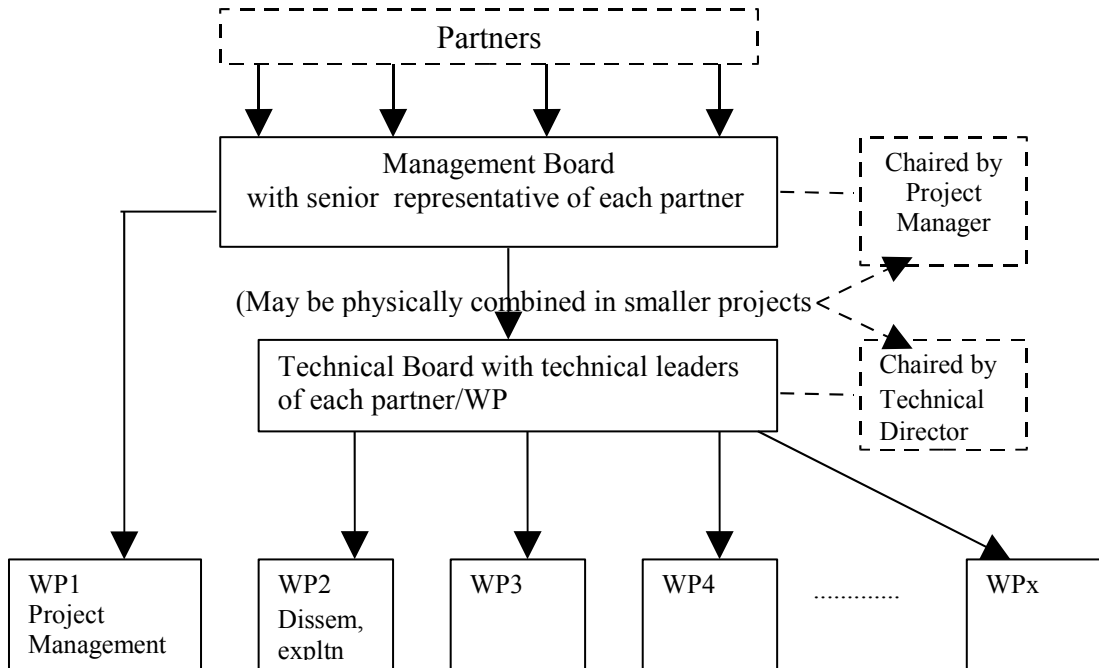 Partners
Management Board
with senior representative of each partner
Chaired by
Project
Manager
(May be physically combined in smaller projects
Technical Board with technical leaders
of each partner/WP
Chaired by
Technical
Director
WP1
Project
Management
WP2
Dissem,
expltn
WP3
WP4
.............
WPx